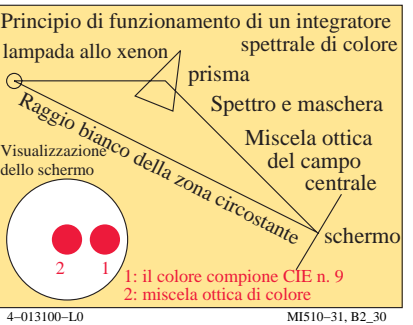 Principio di funzionamento di un integratore
spettrale di colore
lampada allo xenon
prisma
Spettro e maschera
Raggio bianco della zona circostante
Miscela ottica
del campo
centrale
Visualizzazione
dello schermo
schermo
2 1
1: il colore compione CIE n. 9
2: miscela ottica di colore
4–013100–L0 MI510–31, B2_30